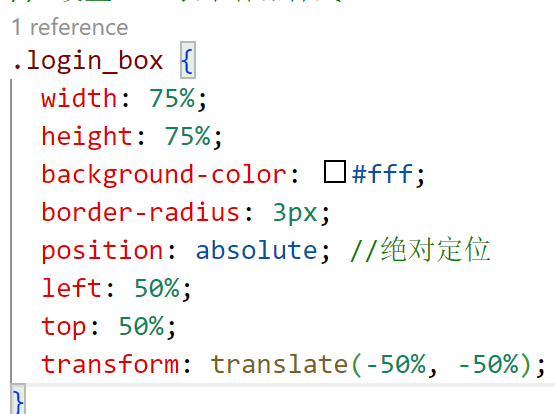 1 reference
.login_box {
width: 75%;
height: 75%;
background-color: #fff;
border-radius: 3px;
position: absolute; //绝对定位
left: 50%;
top: 50%;
transform: translate(-50%, -50%);
}